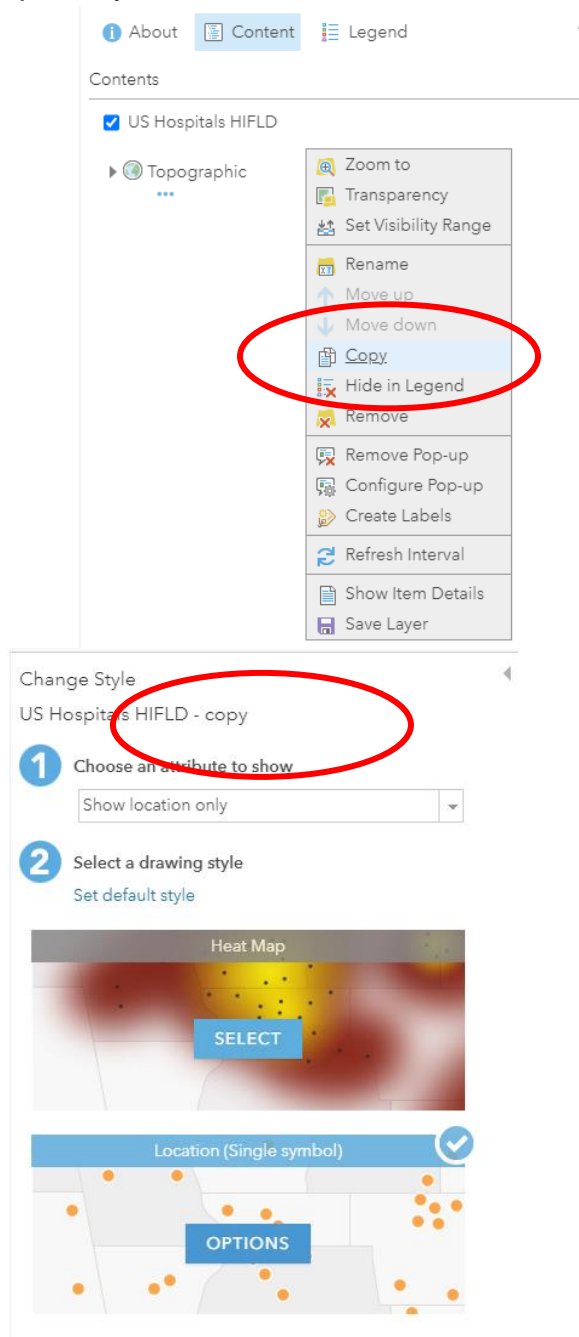 About Content Legend
Contents
US Hospitals HIFLD
Topographic
Zoom to
Transparency
Set Visibility Range
Rename
Move up
Move down
Copy
Hide in Legend
Remove
Remove Pop-up
Configure Pop-up
Create Labels
Refresh Interval
Show Item Details
Save Layer
Change Style
US Hospitals HIFLD - copy
1 Choose an attribute to show
Show location only
2 Select a drawing style
Set default style
Heat Map
SELECT
Location (Single symbol)
OPTIONS